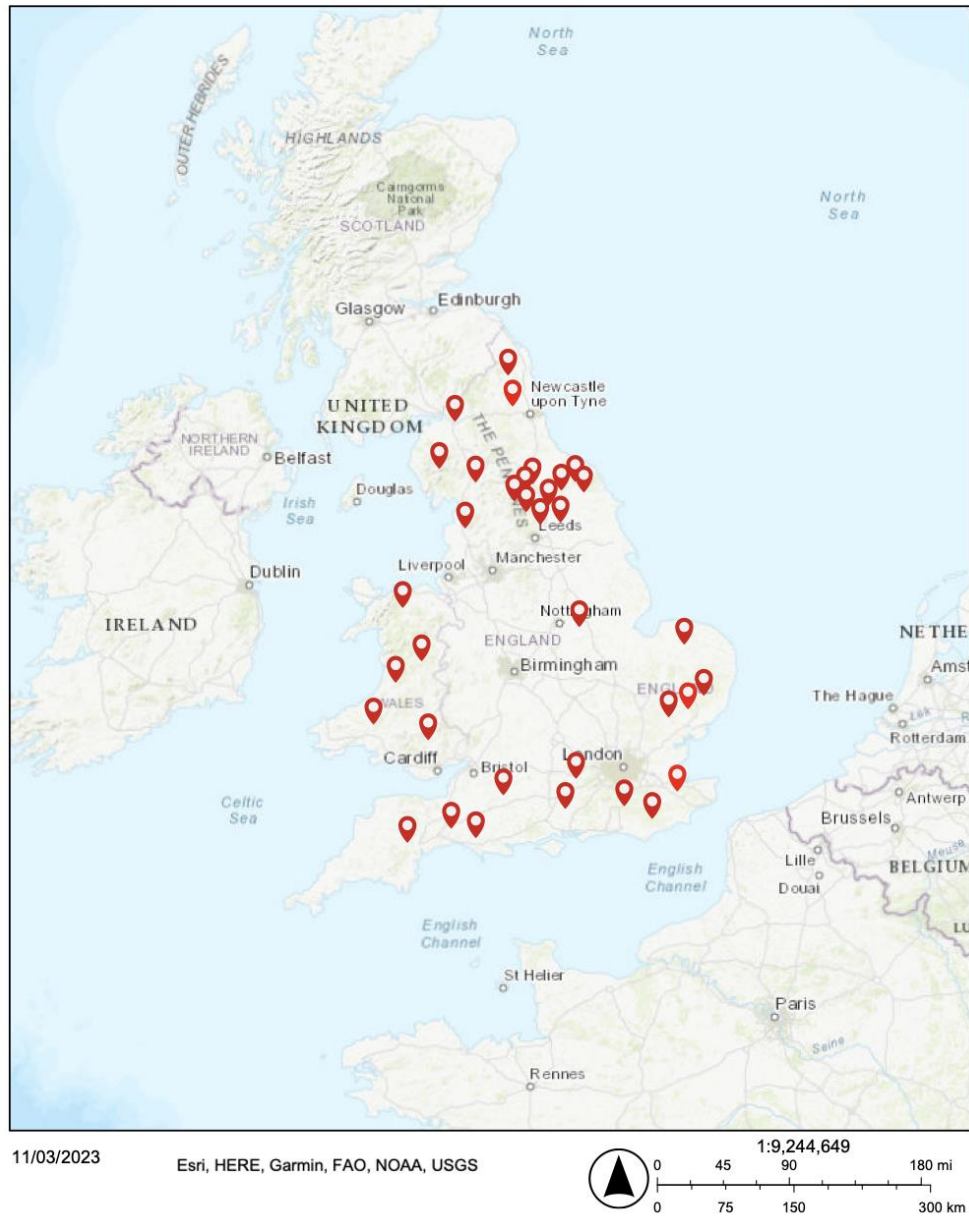 North
Sea
OUTER HEBRIDES
HIGHLANDS
Cairngorms
National
Park
SCOTLAND
North
Sea
Glasgow
Edinburgh
UNITED
KINGDOM
Newcastle
upon Tyne
THE PENNINES
NORTHERN
IRELAND
Belfast
Douglas
Irish
Sea
Leeds
Manchester
Liverpool
Dublin
IRELAND
Nottingham
ENGLAND
Birmingham
ENGLAND
WALES
NETHE
Amst
The Hague
Lek
R
Rotterdam
Cardiff
Bristol
London
Celtic
Sea
Antwerp
Brussels
Meuse
BELGIUM
Lille
Douai
LU
English
Channel
English
Channel
St Helier
Paris
Seine
Rennes
11/03/2023
Esri, HERE, Garmin, FAO, NOAA, USGS
1:9,244,649
0 45 90 180 mi
0 75 150 300 km